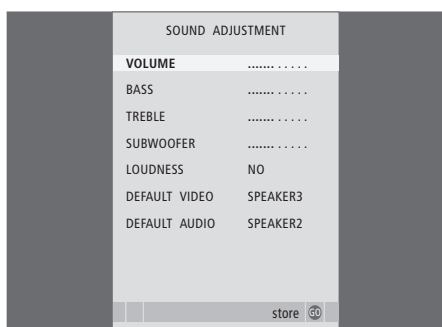 SOUND ADJUSTMENT
VOLUME ............
BASS ............
TREBLE ............
SUBWOOFER ............
LOUDNESS NO
DEFAULT VIDEO SPEAKER3
DEFAULT AUDIO SPEAKER2
store GO